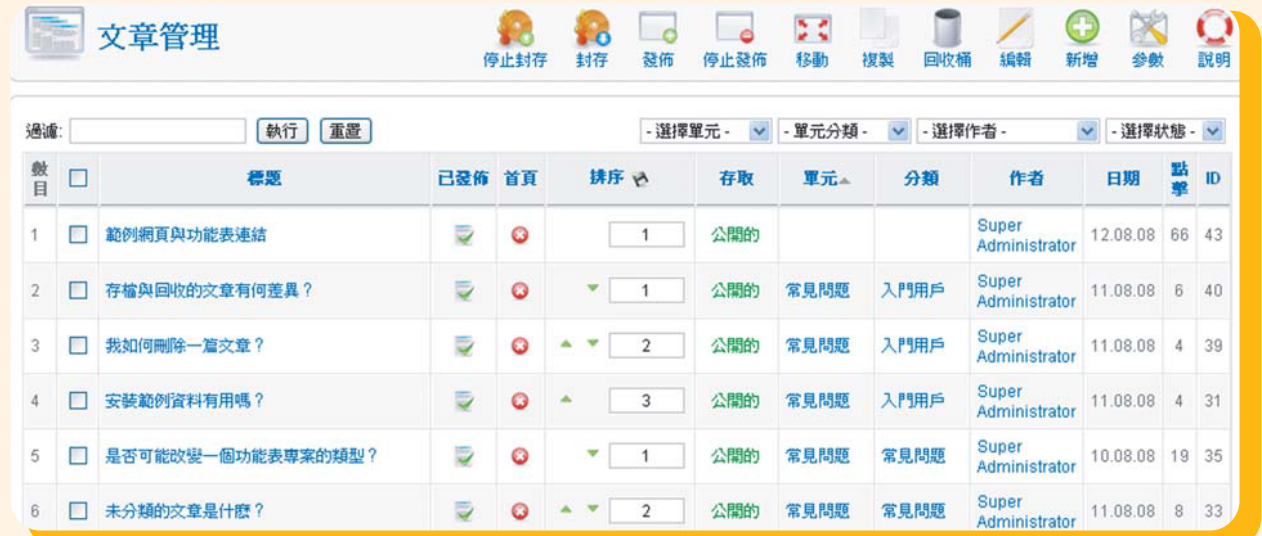 文章管理
停止封存 封存 發佈 停止發佈 移動 複製 回收桶 編輯 新增 參數 說明
過濾: 執行 重置 - 選擇單元 - - 單元分類 - - 選擇作者 - - 選擇狀態 -
數目 標題 已發佈 首頁 排序 存取 單元 分類 作者 日期 點擊 ID
1 範例網頁與功能表連結 1 公開的 Super Administrator 12.08.08 66 43
2 存檔與回收的文章有何差異？ 1 公開的 常見問題 入門用戶 Super Administrator 11.08.08 6 40
3 我如何刪除一篇文章？ 2 公開的 常見問題 入門用戶 Super Administrator 11.08.08 4 39
4 安裝範例資料有用嗎？ 3 公開的 常見問題 入門用戶 Super Administrator 11.08.08 4 31
5 是否可能改變一個功能表專案的類型？ 1 公開的 常見問題 常見問題 Super Administrator 10.08.08 19 35
6 未分類的文章是什麼？ 2 公開的 常見問題 常見問題 Super Administrator 11.08.08 8 33